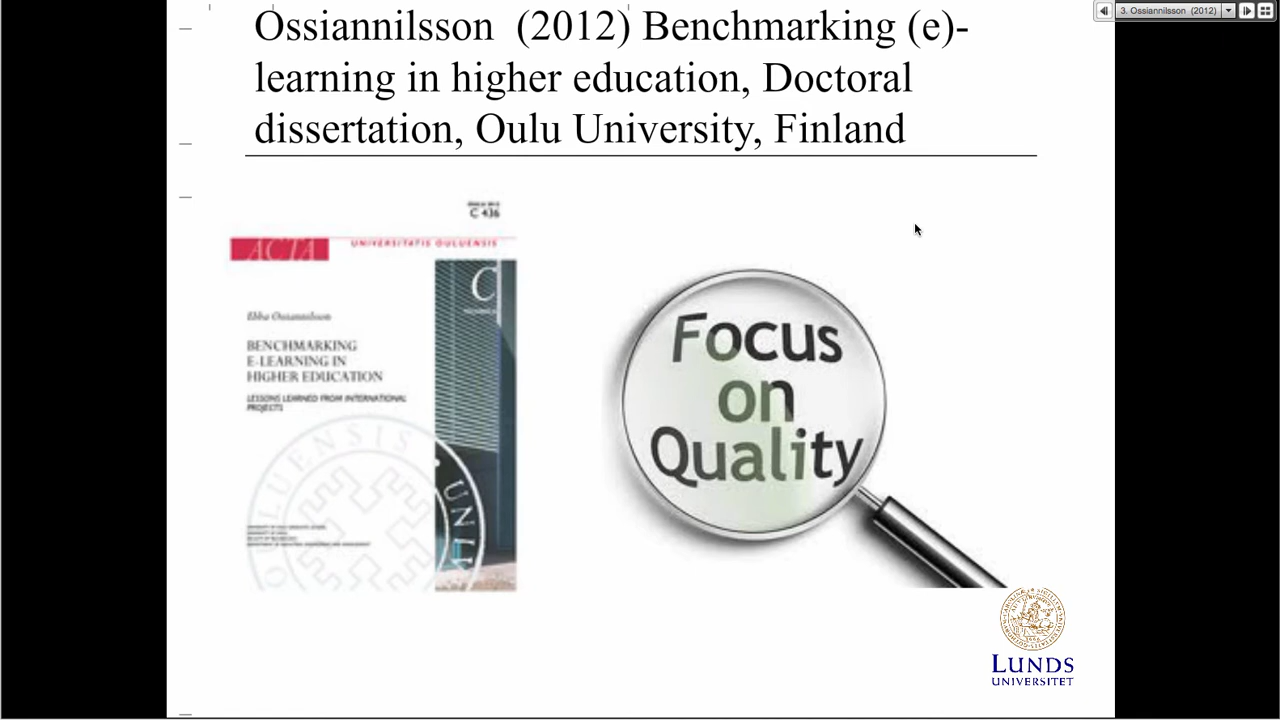 3. Ossiannilsson (2012)
Ossiannilsson (2012) Benchmarking (e)-
learning in higher education, Doctoral
dissertation, Oulu University, Finland
C 436
ACTA
UNIVERSITATIS OULUENSIS
C
Ebba Ossiannilsson
BENCHMARKING
E-LEARNING IN
HIGHER EDUCATION
LESSONS LEARNED FROM INTERNATIONAL
PROJECTS
Focus
on
Quality
LUNDS
UNIVERSITET